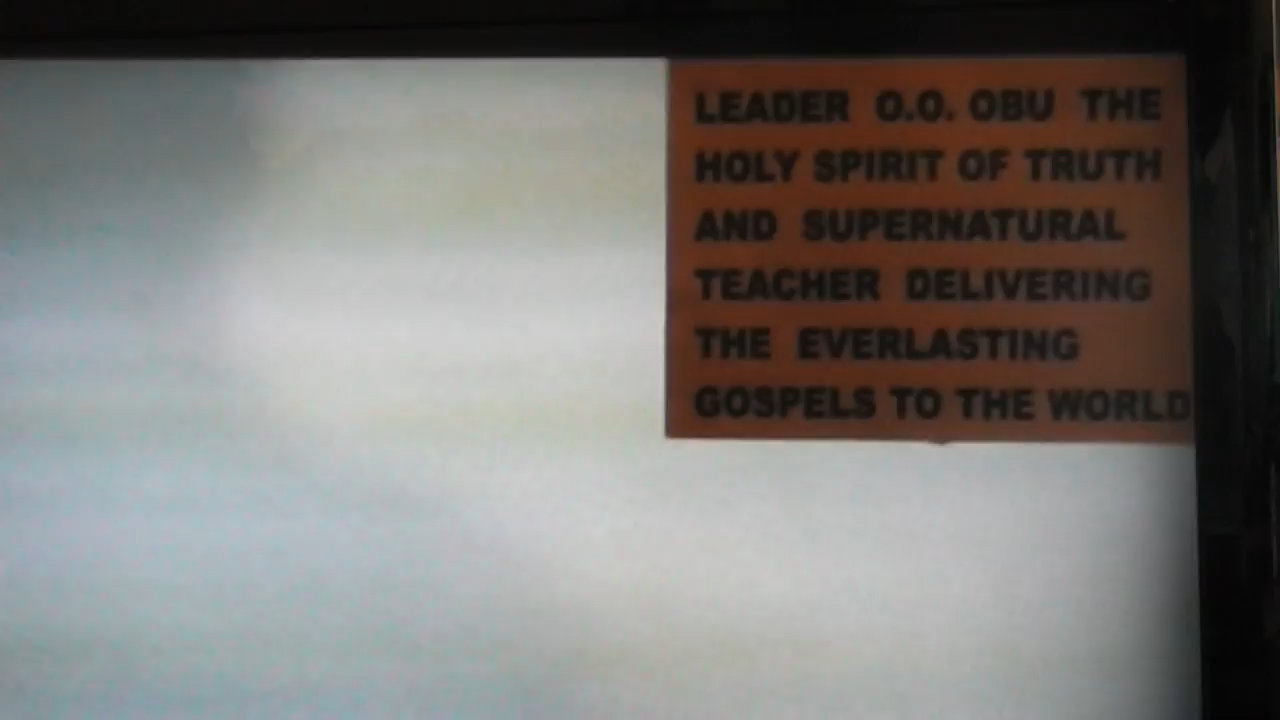 LEADER O.O. OBU THE
HOLY SPIRIT OF TRUTH
AND SUPERNATURAL
TEACHER DELIVERING
THE EVERLASTING
GOSPELS TO THE WORLD